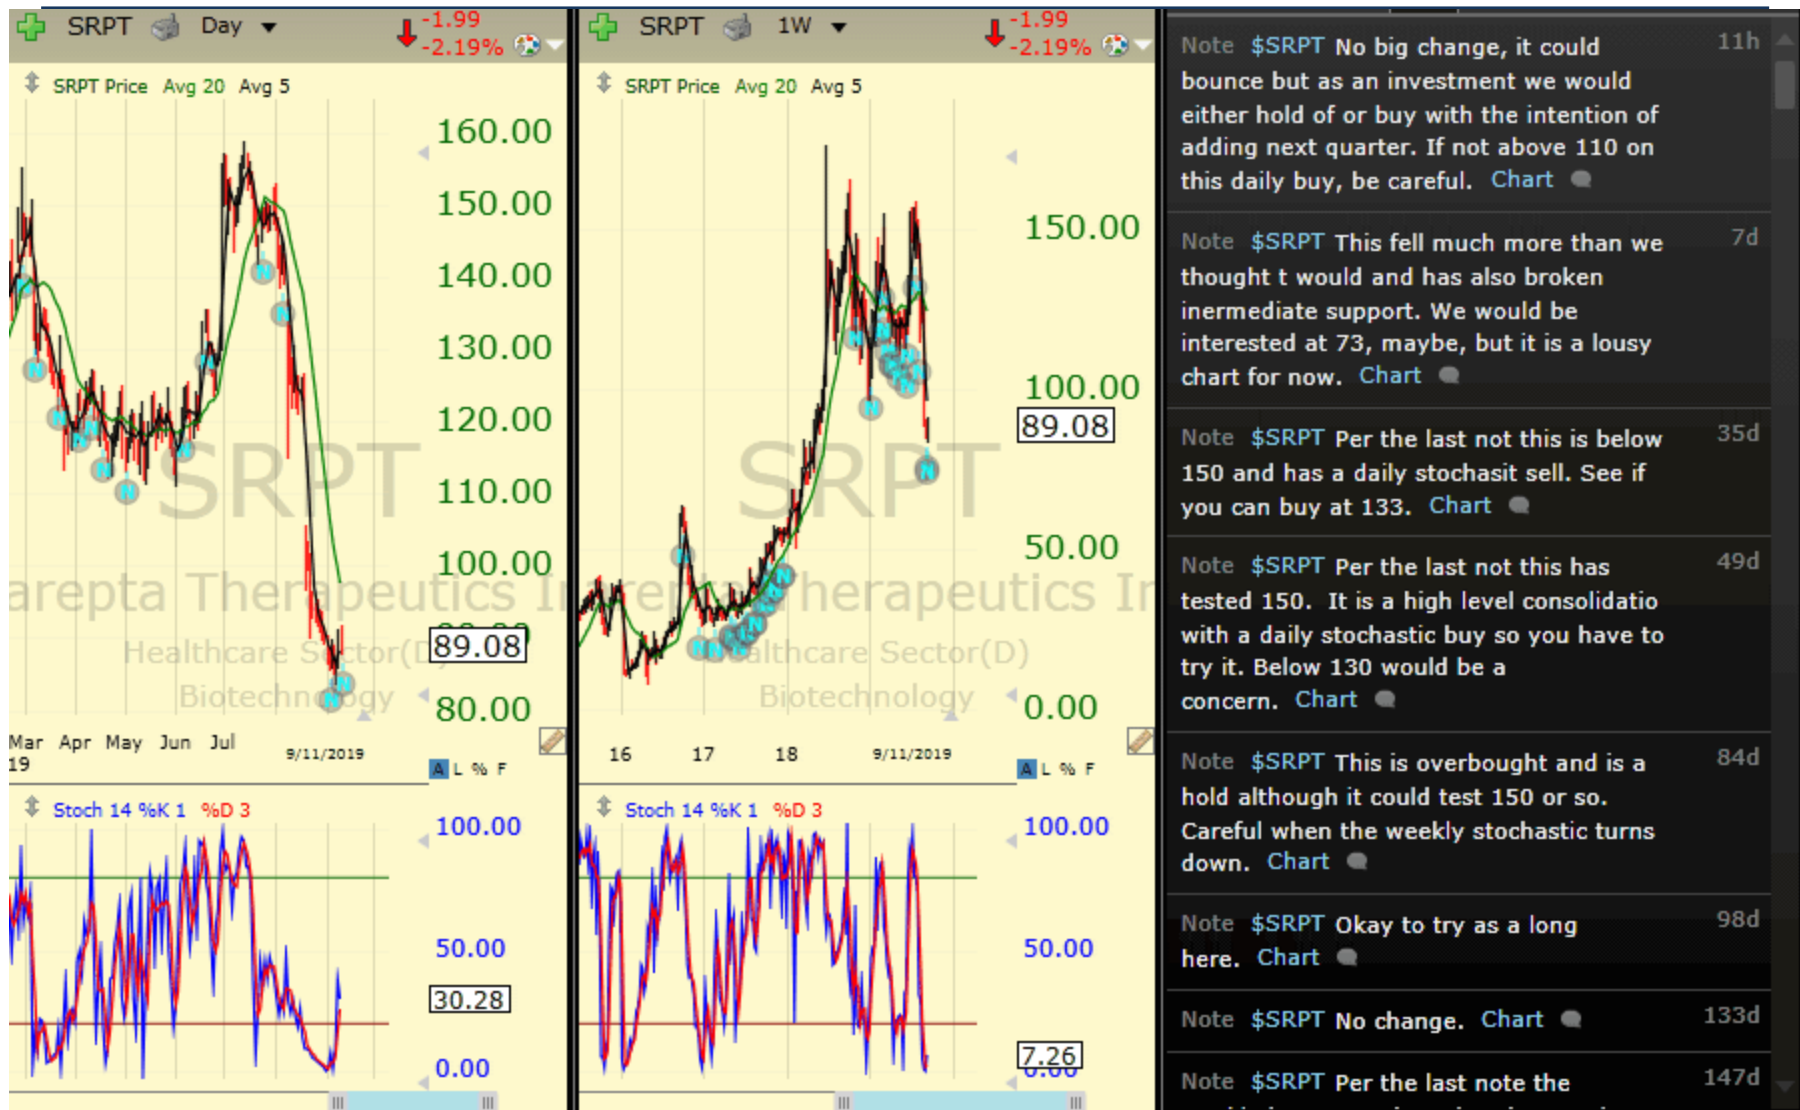 SRPT Day
-1.99
-2.19%
SRPT Price Avg 20 Avg 5
160.00
150.00
140.00
130.00
120.00
110.00
100.00
89.08
80.00
SRPT
arepta Therapeutics In
Healthcare Sector(D)
Biotechnology
Mar Apr May Jun Jul 9/11/2019
19
A L % F
Stoch 14 %K 1 %D 3
100.00
50.00
30.28
0.00
SRPT 1W
-1.99
-2.19%
SRPT Price Avg 20 Avg 5
150.00
100.00
89.08
50.00
0.00
SRPT
arepta Therapeutics In
Healthcare Sector(D)
Biotechnology
16 17 18 9/11/2019
A L % F
Stoch 14 %K 1 %D 3
100.00
50.00
7.26
0.00
Note $SRPT No big change, it could 11h
bounce but as an investment we would
either hold of or buy with the intention of
adding next quarter. If not above 110 on
this daily buy, be careful. Chart
Note $SRPT This fell much more than we 7d
thought t would and has also broken
inermediate support. We would be
interested at 73, maybe, but it is a lousy
chart for now. Chart
Note $SRPT Per the last not this is below 35d
150 and has a daily stochasit sell. See if
you can buy at 133. Chart
Note $SRPT Per the last not this has 49d
tested 150. It is a high level consolidatio
with a daily stochastic buy so you have to
try it. Below 130 would be a
concern. Chart
Note $SRPT This is overbought and is a 84d
hold although it could test 150 or so.
Careful when the weekly stochastic turns
down. Chart
Note $SRPT Okay to try as a long 98d
here. Chart
Note $SRPT No change. Chart 133d
Note $SRPT Per the last note the 147d